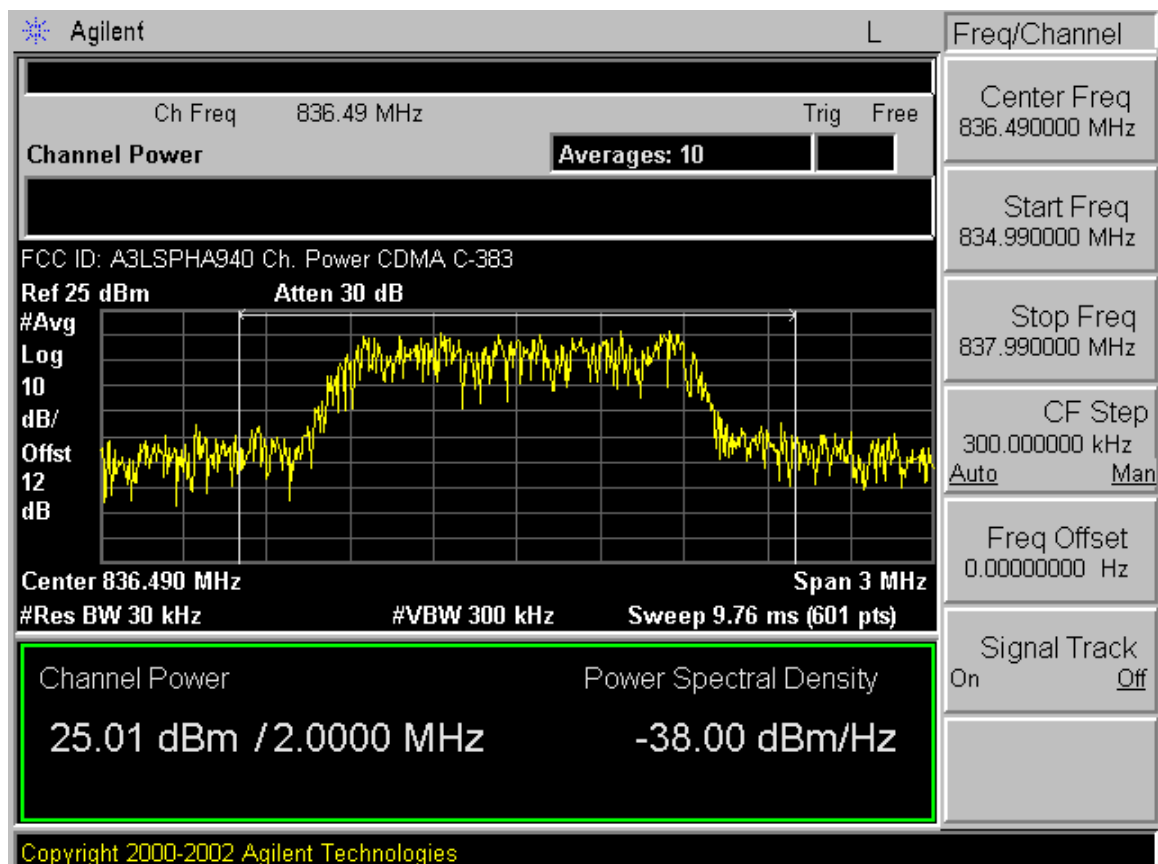 Agilent L
Ch Freq 836.49 MHz Trig Free
Channel Power Averages: 10
FCC ID: A3LSPHA940 Ch. Power CDMA C-383
Ref 25 dBm Atten 30 dB
#Avg
Log
10
dB/
Offst
12
dB
Center 836.490 MHz Span 3 MHz
#Res BW 30 kHz #VBW 300 kHz Sweep 9.76 ms (601 pts)
Channel Power Power Spectral Density
25.01 dBm / 2.0000 MHz -38.00 dBm/Hz
Copyright 2000-2002 Agilent Technologies
Freq/Channel
Center Freq
836.490000 MHz
Start Freq
834.990000 MHz
Stop Freq
837.990000 MHz
CF Step
300.000000 kHz
Auto Man
Freq Offset
0.00000000 Hz
Signal Track
On Off